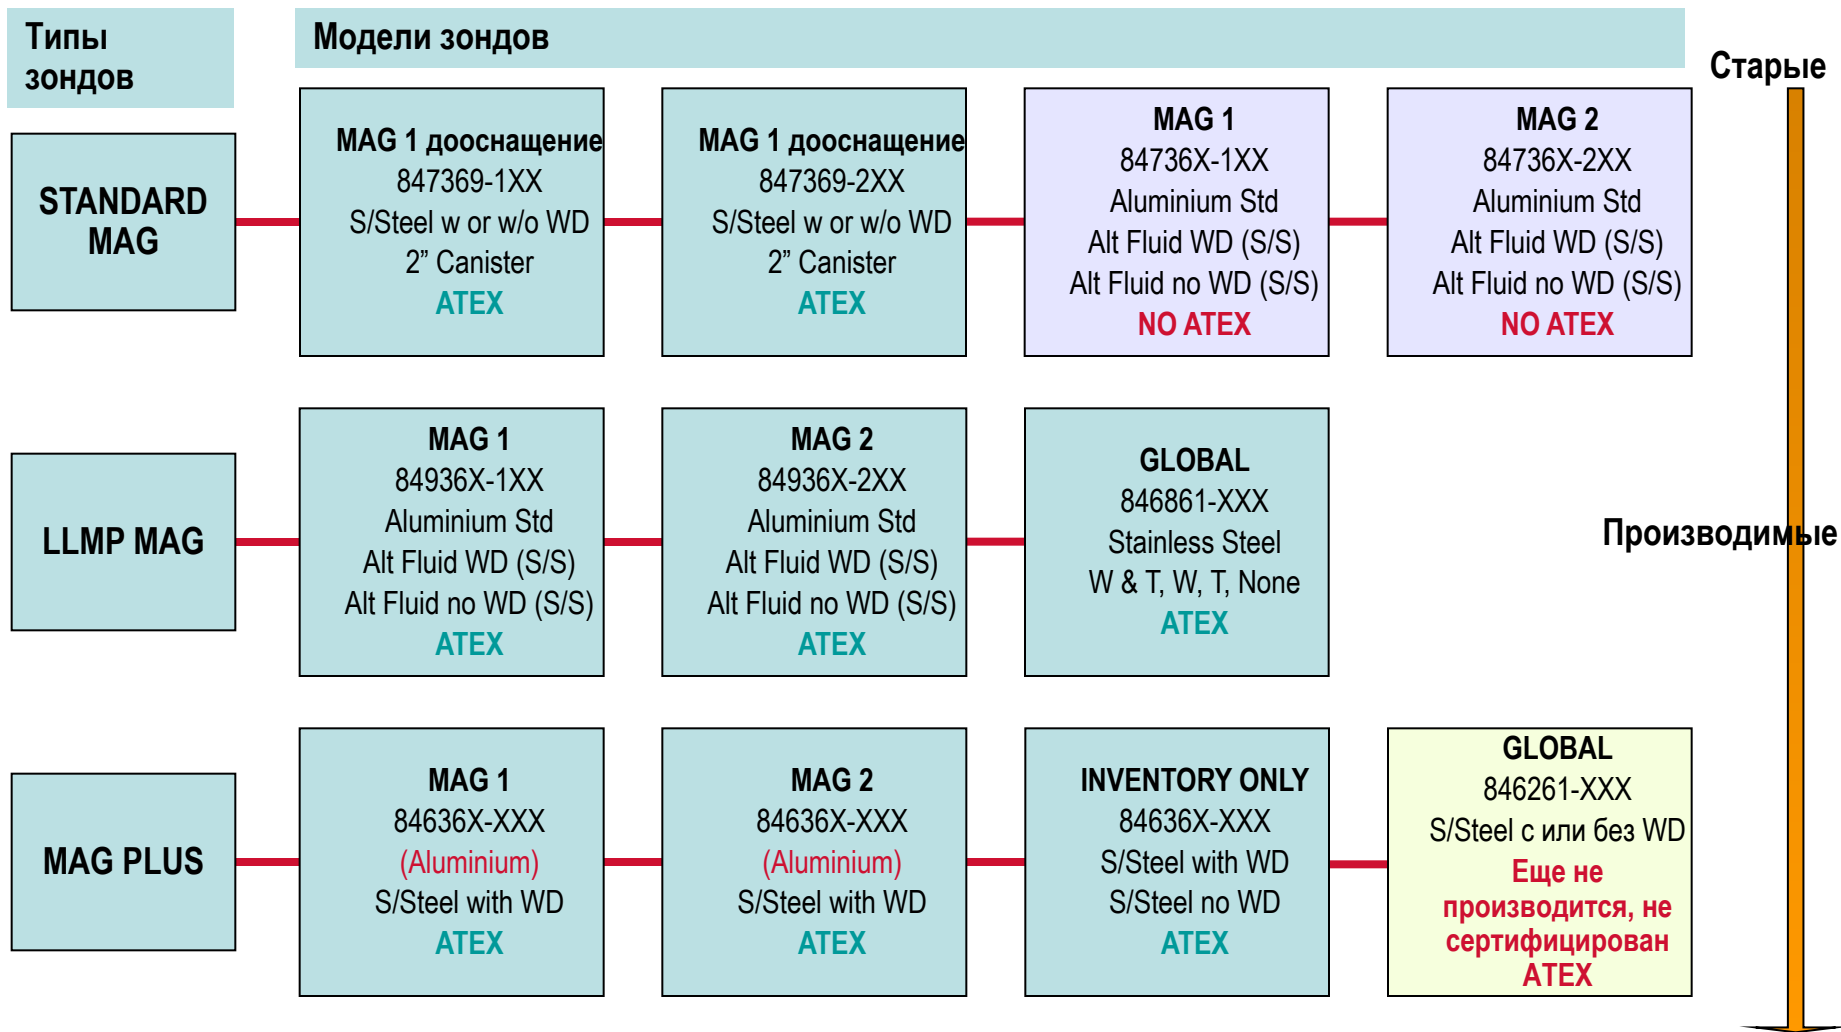 Типы
зондов
Модели зондов
Старые
STANDARD
MAG
MAG 1 дооснащение
847369-1XX
S/Steel w or w/o WD
2” Canister
ATEX
MAG 1 дооснащение
847369-2XX
S/Steel w or w/o WD
2” Canister
ATEX
MAG 1
84736X-1XX
Aluminium Std
Alt Fluid WD (S/S)
Alt Fluid no WD (S/S)
NO ATEX
MAG 2
84736X-2XX
Aluminium Std
Alt Fluid WD (S/S)
Alt Fluid no WD (S/S)
NO ATEX
LLMP MAG
MAG 1
84936X-1XX
Aluminium Std
Alt Fluid WD (S/S)
Alt Fluid no WD (S/S)
ATEX
MAG 2
84936X-2XX
Aluminium Std
Alt Fluid WD (S/S)
Alt Fluid no WD (S/S)
ATEX
GLOBAL
846861-XXX
Stainless Steel
W & T, W, T, None
ATEX
Производимые
MAG PLUS
MAG 1
84636X-XXX
(Aluminium)
S/Steel with WD
ATEX
MAG 2
84636X-XXX
(Aluminium)
S/Steel with WD
ATEX
INVENTORY ONLY
84636X-XXX
S/Steel with WD
S/Steel no WD
ATEX
GLOBAL
846261-XXX
S/Steel с или без WD
Еще не
производится, не
сертифицирован
ATEX